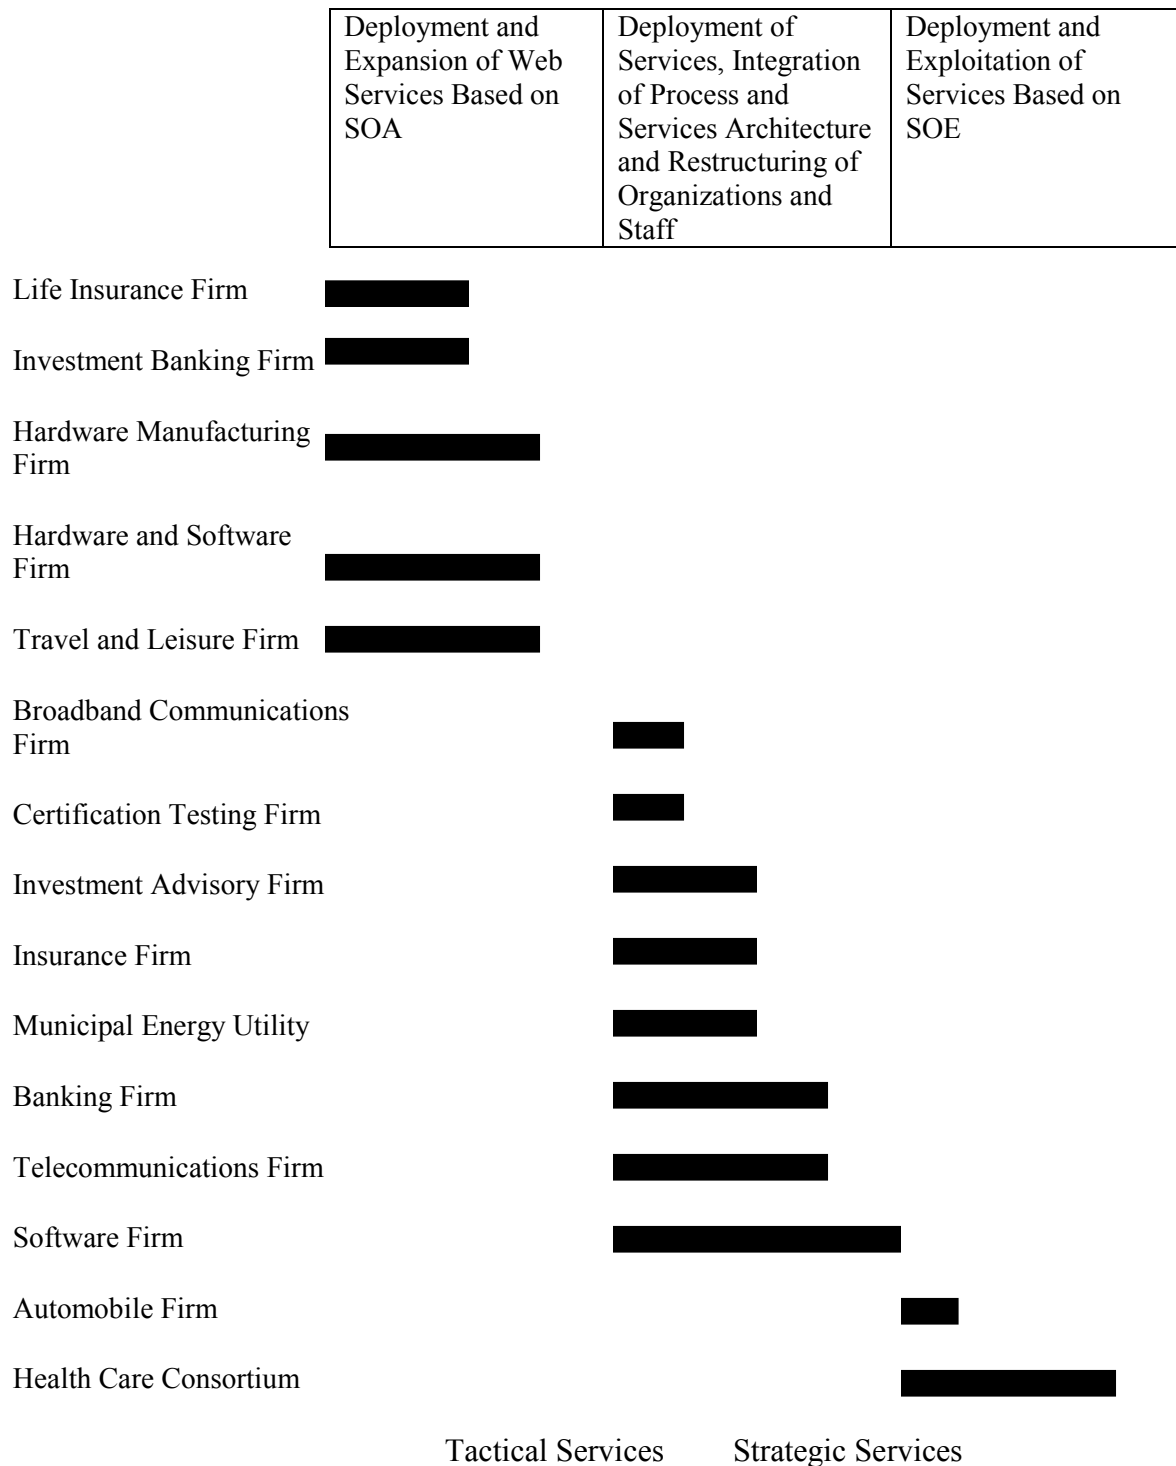 Deployment and
Expansion of Web
Services Based on
SOA
Deployment of
Services, Integration
of Process and
Services Architecture
and Restructuring of
Organizations and
Staff
Deployment and
Exploitation of
Services Based on
SOE
Life Insurance Firm
Investment Banking Firm
Hardware Manufacturing
Firm
Hardware and Software
Firm
Travel and Leisure Firm
Broadband Communications
Firm
Certification Testing Firm
Investment Advisory Firm
Insurance Firm
Municipal Energy Utility
Banking Firm
Telecommunications Firm
Software Firm
Automobile Firm
Health Care Consortium
Tactical Services Strategic Services